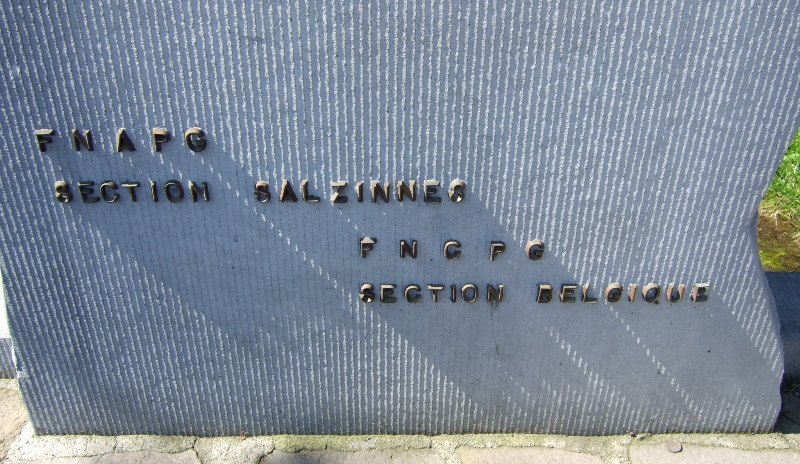 FNAPG
SECTION SALZINNES
FNCPG
SECTION BELGIQUE